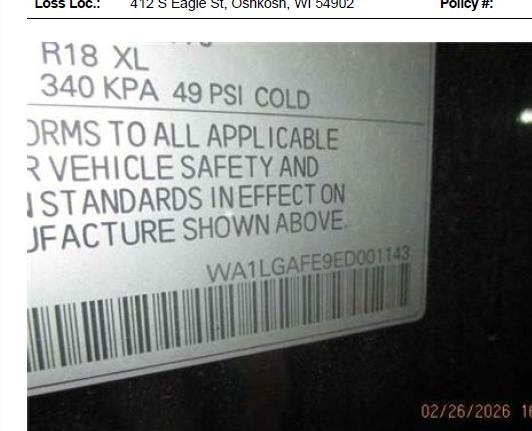 Loss Loc.: 412 S Eagle St, Oshkosh, WI 54902 Policy #:
R18 XL
340 KPA 49 PSI COLD
ORMS TO ALL APPLICABLE
R VEHICLE SAFETY AND
N STANDARDS IN EFFECT ON
UFACTURE SHOWN ABOVE.
WA1LGAFE9ED001143
02/26/2026 1